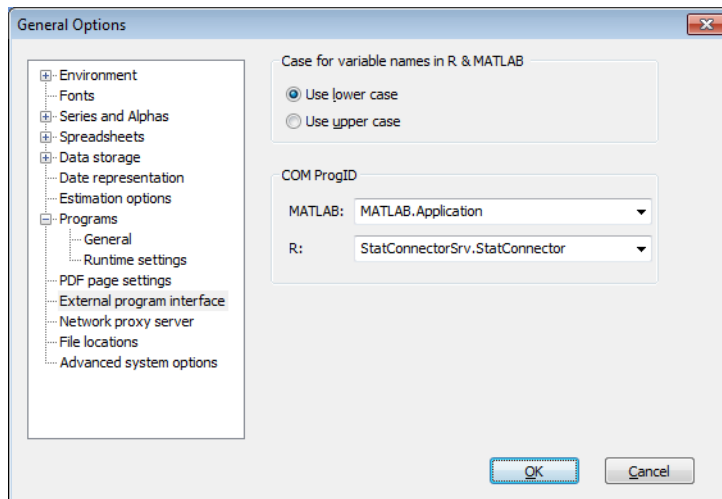 General Options
Environment
Fonts
Series and Alphas
Spreadsheets
Data storage
Date representation
Estimation options
Programs
General
Runtime settings
PDF page settings
External program interface
Network proxy server
File locations
Advanced system options
Case for variable names in R & MATLAB
Use lower case
Use upper case
COM ProgID
MATLAB: MATLAB.Application
R: StatConnectorSrv.StatConnector
OK Cancel